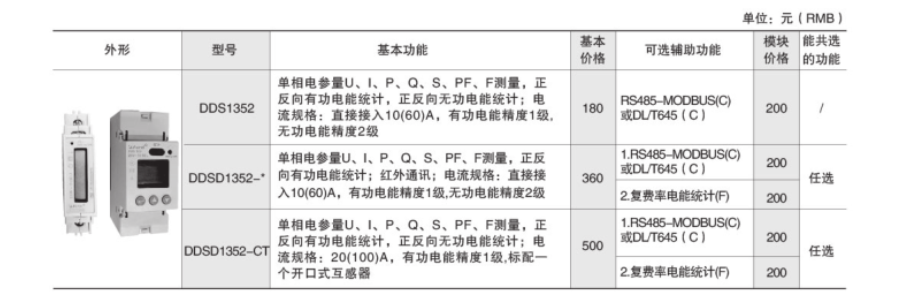 单位：元（RMB）
外形
型号
基本功能
基本
价格
可选辅助功能
模块
价格
能共选
的功能
DDS1352
单相电参量U、I、P、Q、S、PF、F测量，正
反向有功电能统计，正反向无功电能统计；电
流规格：直接接入10(60)A，有功电能精度1级,
无功电能精度2级
180
RS485-MODBUS(C)
或DL/T645（C）
200
/
DDSD1352-*
单相电参量U、I、P、Q、S、PF、F测量，正反
向有功电能统计；红外通讯；电流规格：直接接
入10(60)A，有功电能精度1级,无功电能精度2级
360
1.RS485-MODBUS(C)
或DL/T645（C）
200
2.复费率电能统计(F)
200
任选
DDSD1352-CT
单相电参量U、I、P、Q、S、PF、F测量，正
反向有功电能统计，正反向无功电能统计；电
流规格：20(100)A，有功电能精度1级,标配一
个开口式互感器
500
1.RS485-MODBUS(C)
或DL/T645（C）
200
2.复费率电能统计(F)
200
任选